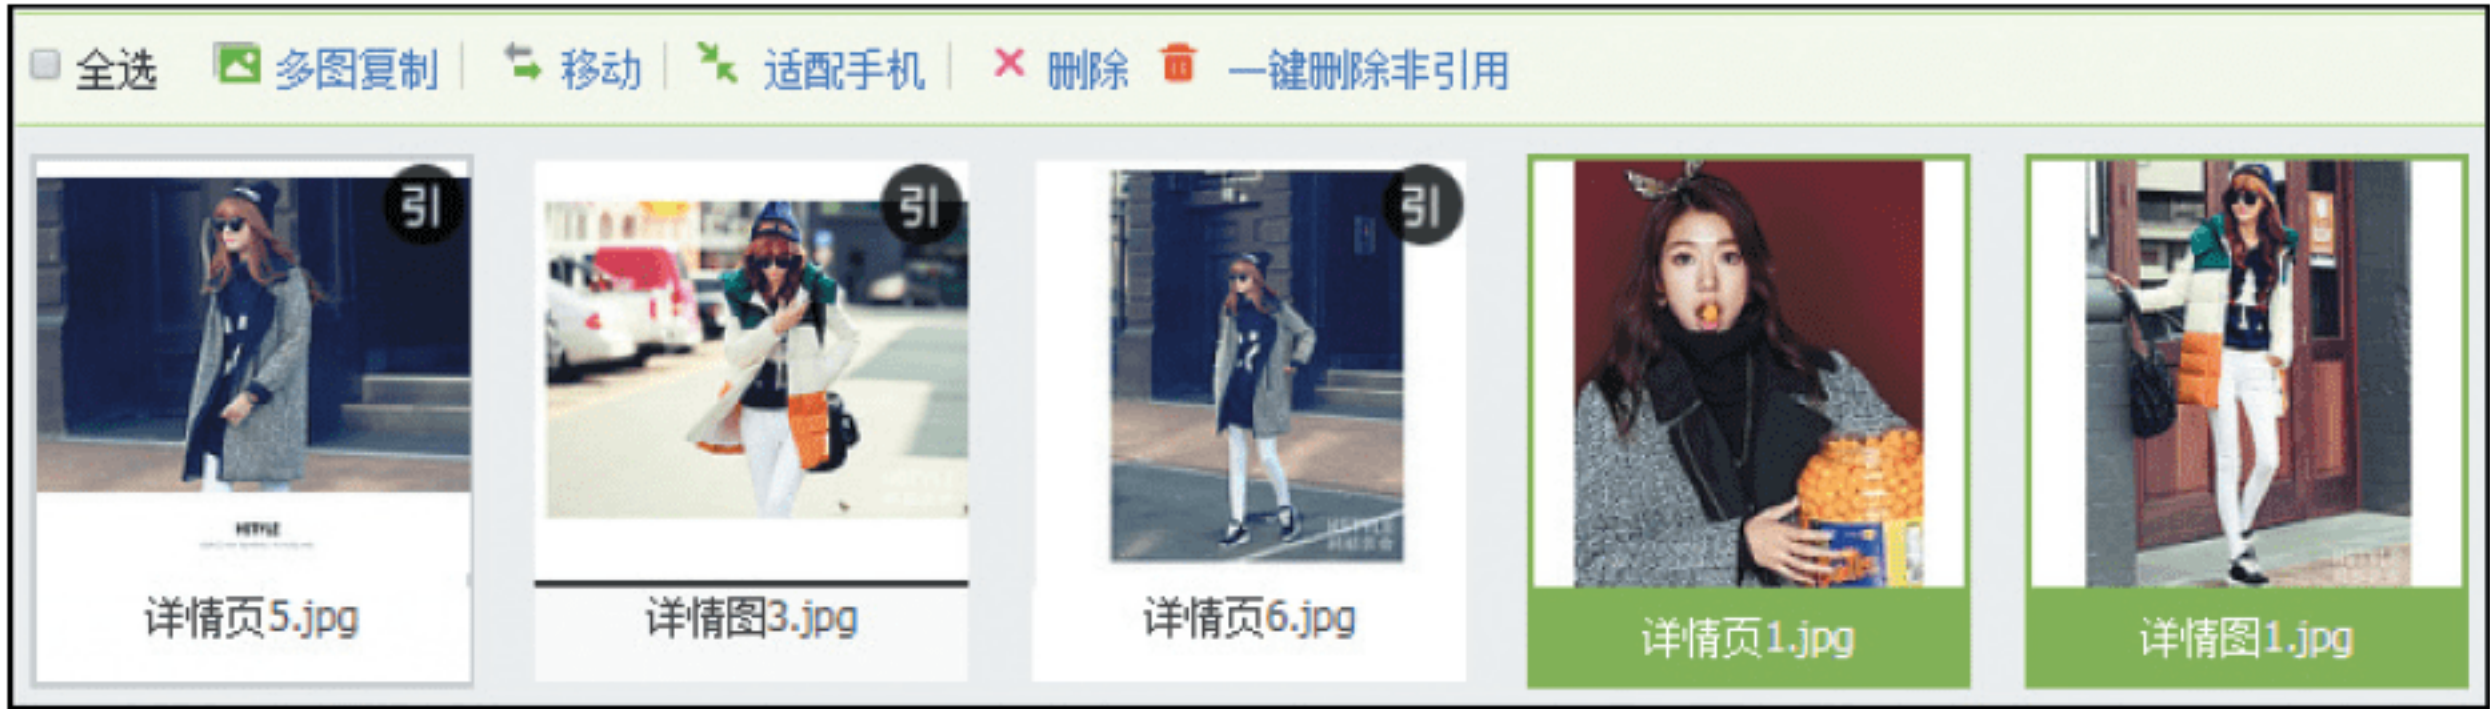 全选 多图复制 移动 适配手机 删除 一键删除非引用
引 引 引
HSTYLE
详情页5.jpg 详情图3.jpg 详情页6.jpg 详情页1.jpg 详情图1.jpg